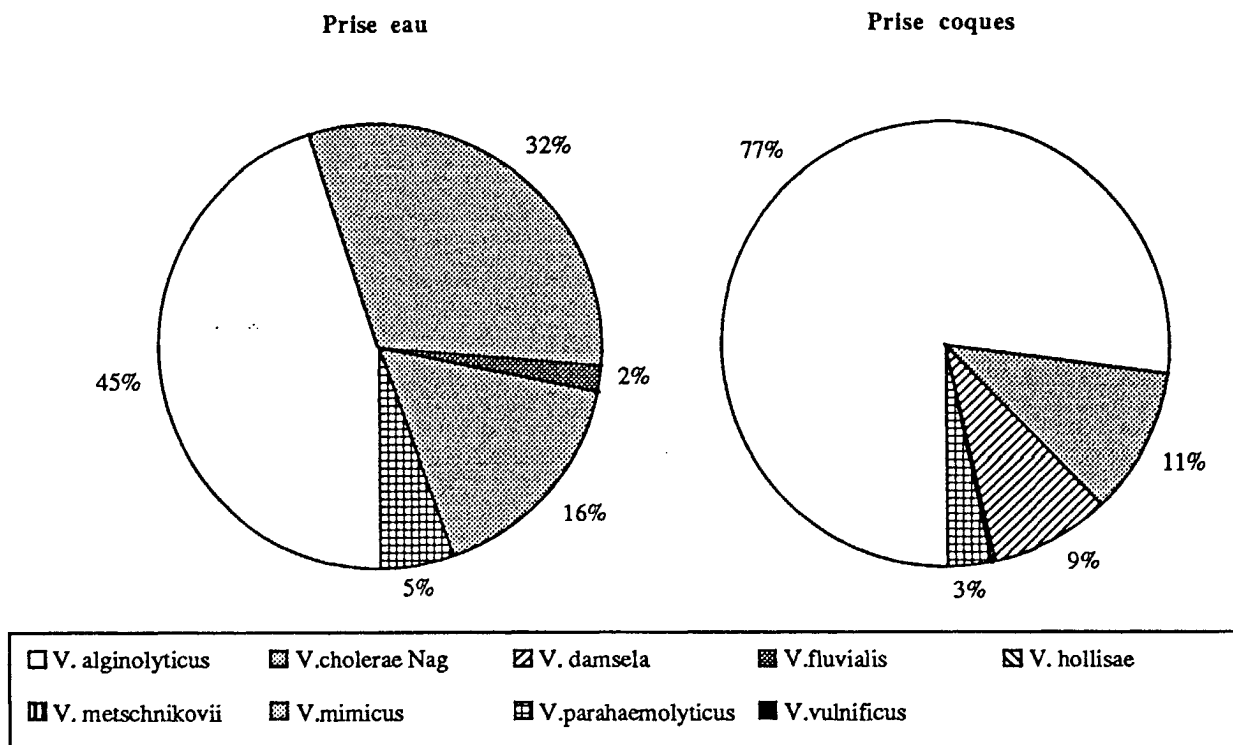 Prise eau
Prise coques
32%
77%
45%
2%
16%
11%
5%
9%
3%
V. alginolyticus V.cholerae Nag V. damsela V.fluvialis V. hollisae
V. metschnikovii V.mimicus V.parahaemolyticus V.vulnificus